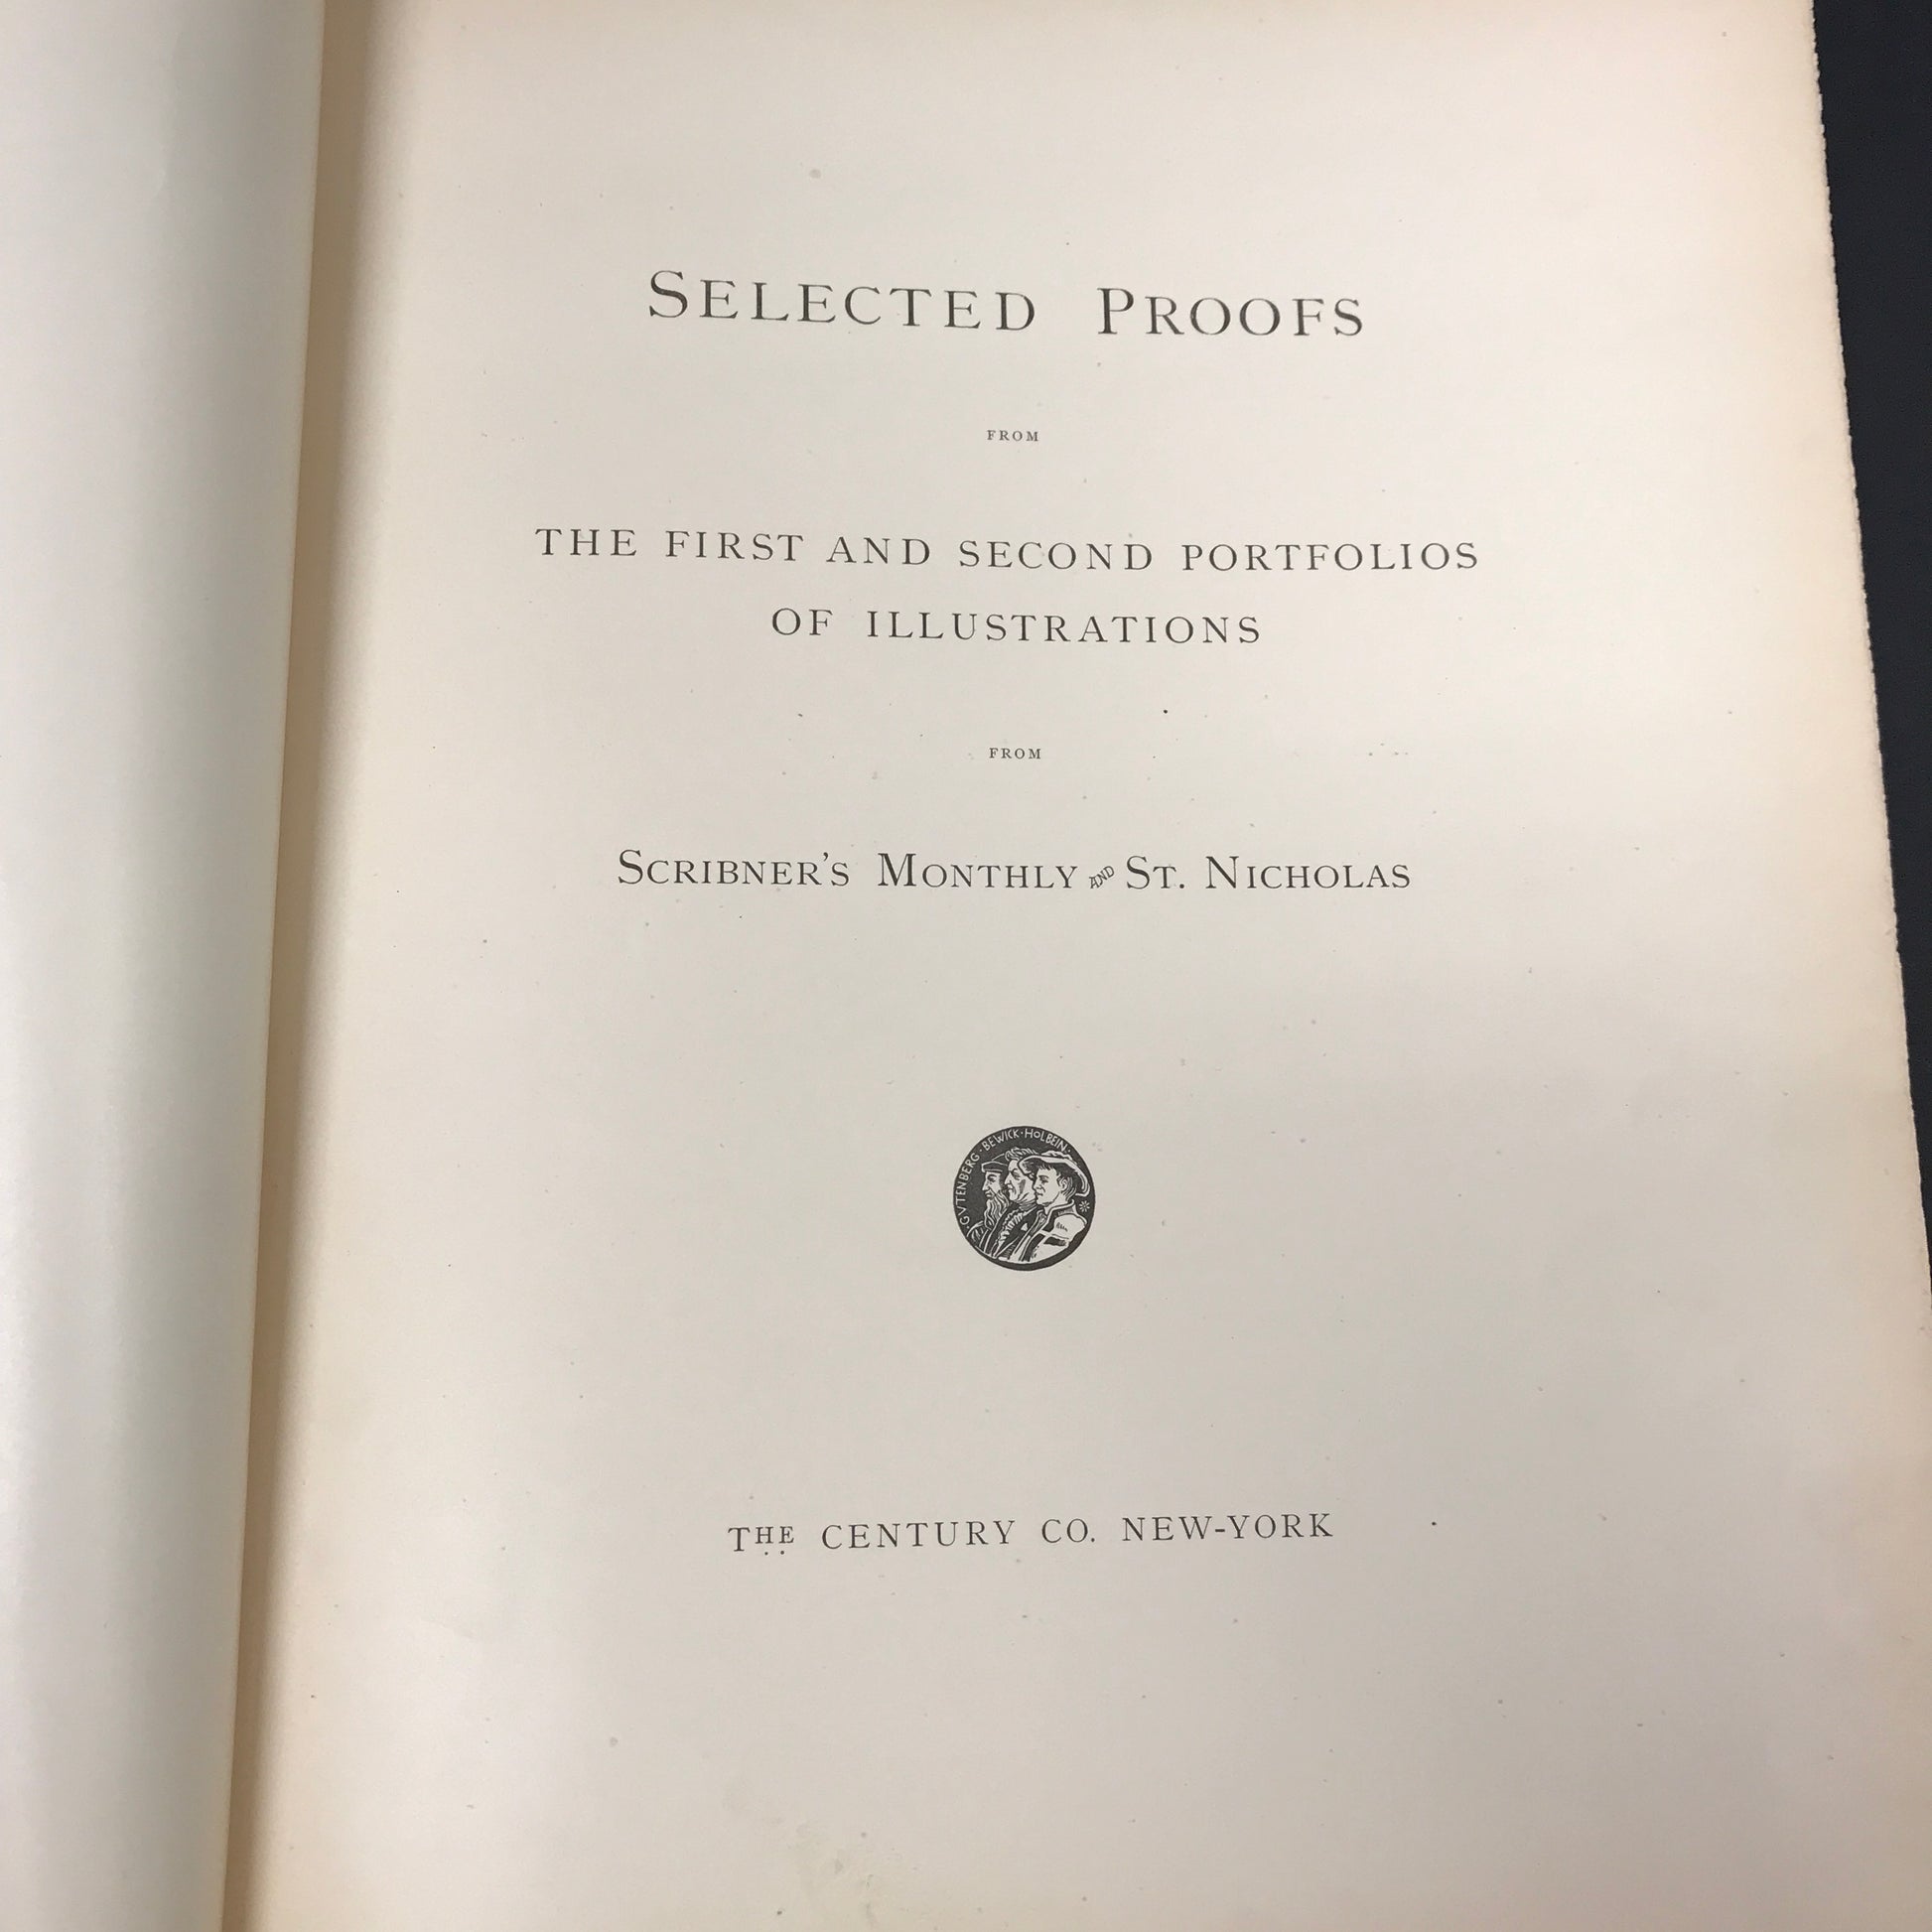 SELECTED PROOFS
FROM
THE FIRST AND SECOND PORTFOLIOS
OF ILLUSTRATIONS
FROM
SCRIBNER'S MONTHLY AND ST. NICHOLAS
GVTENBERG · BEWICK · HOLBEIN ·
THE CENTURY CO. NEW-YORK